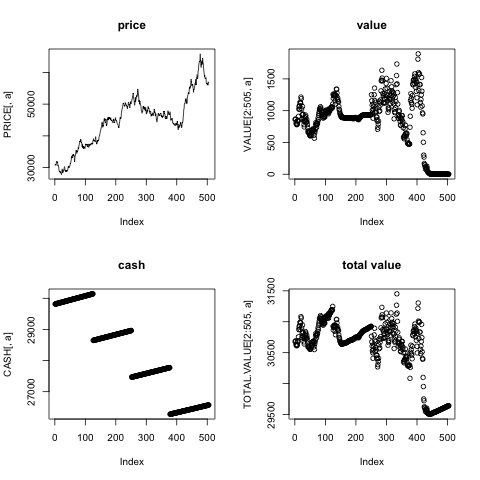 price
PRICE[, a]
30000
50000
0 100 200 300 400 500
Index
value
VALUE[2:505, a]
0 500 1000 1500
0 100 200 300 400 500
Index
cash
CASH[, a]
27000 29000
0 100 200 300 400 500
Index
total value
TOTAL.VALUE[2:505, a]
29500 30500 31500
0 100 200 300 400 500
Index